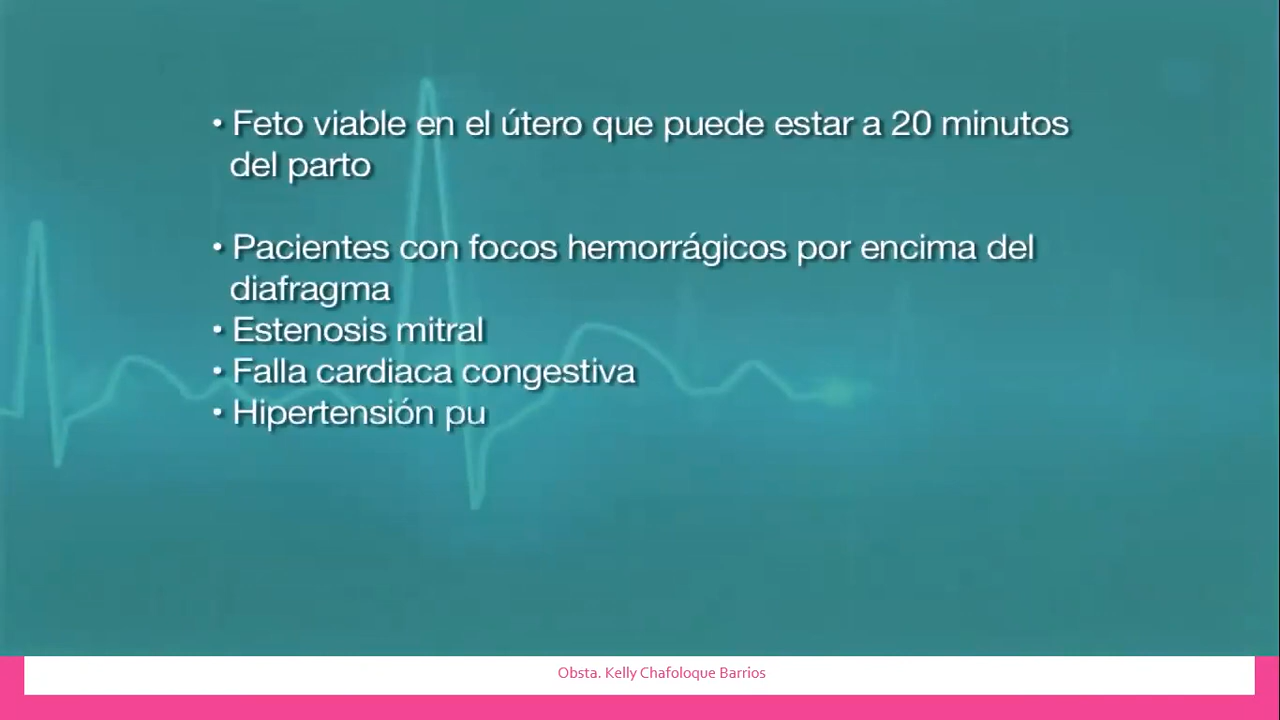 • Feto viable en el útero que puede estar a 20 minutos
del parto
• Pacientes con focos hemorrágicos por encima del
diafragma
• Estenosis mitral
• Falla cardiaca congestiva
• Hipertensión pu
Obsta. Kelly Chafoloque Barrios